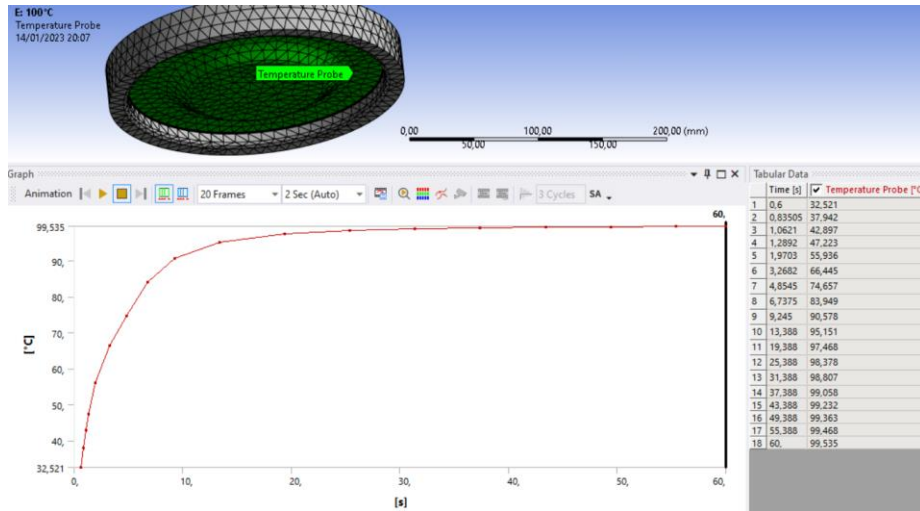 E: 100°C
Temperature Probe
14/01/2023 20:07
Temperature Probe
0,00 100,00 200,00 (mm)
50,00 150,00
Graph
Animation 20 Frames 2 Sec (Auto) 3 Cycles SA
60,
99,535
90,
80,
70,
60,
50,
40,
32,521
[°C]
0, 10, 20, 30, 40, 50, 60,
[s]
Tabular Data
Time [s] Temperature Probe [°C
1 0,6 32,521
2 0,83505 37,942
3 1,0621 42,897
4 1,2892 47,223
5 1,9703 55,936
6 3,2682 66,445
7 4,8545 74,657
8 6,7375 83,949
9 9,245 90,578
10 13,388 95,151
11 19,388 97,468
12 25,388 98,378
13 31,388 98,807
14 37,388 99,058
15 43,388 99,232
16 49,388 99,363
17 55,388 99,468
18 60, 99,535